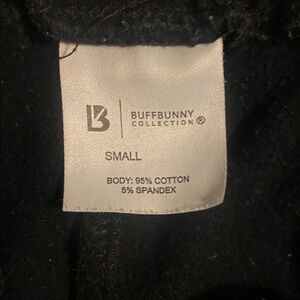 BUFFBUNNY
COLLECTION®
SMALL
BODY: 95% COTTON
5% SPANDEX